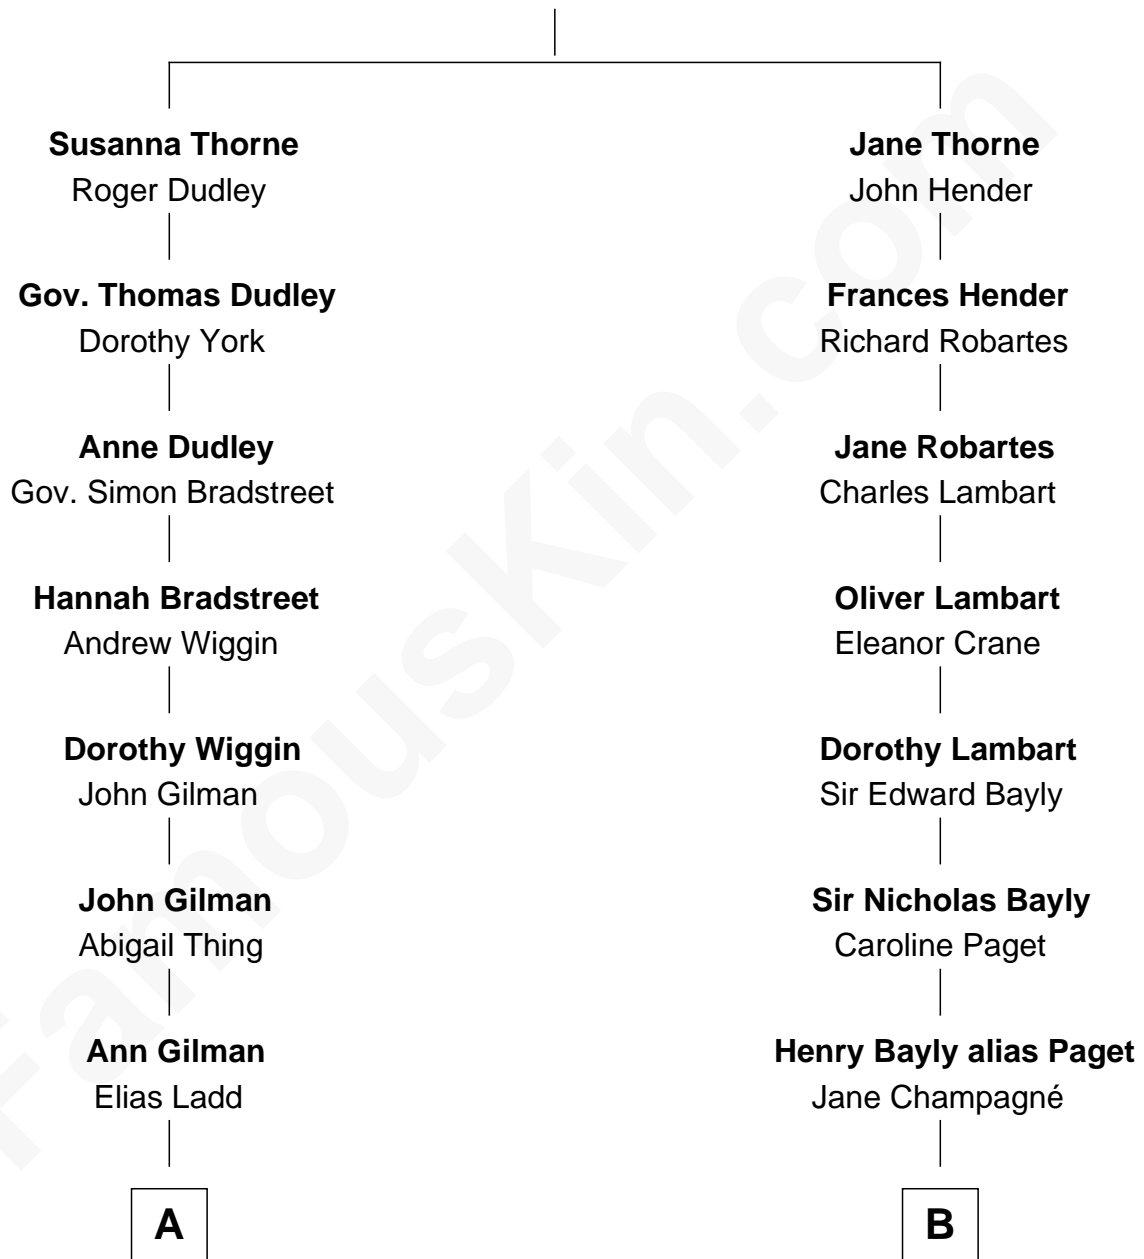 Susanna Thorne
Roger Dudley
Jane Thorne
John Hender
Gov. Thomas Dudley
Dorothy York
Frances Hender
Richard Robartes
Anne Dudley
Gov. Simon Bradstreet
Jane Robartes
Charles Lambart
Hannah Bradstreet
Andrew Wiggin
Oliver Lambart
Eleanor Crane
Dorothy Wiggin
John Gilman
Dorothy Lambart
Sir Edward Bayly
John Gilman
Abigail Thing
Sir Nicholas Bayly
Caroline Paget
Ann Gilman
Elias Ladd
Henry Bayly alias Paget
Jane Champagné
A
B
FamousKin.com